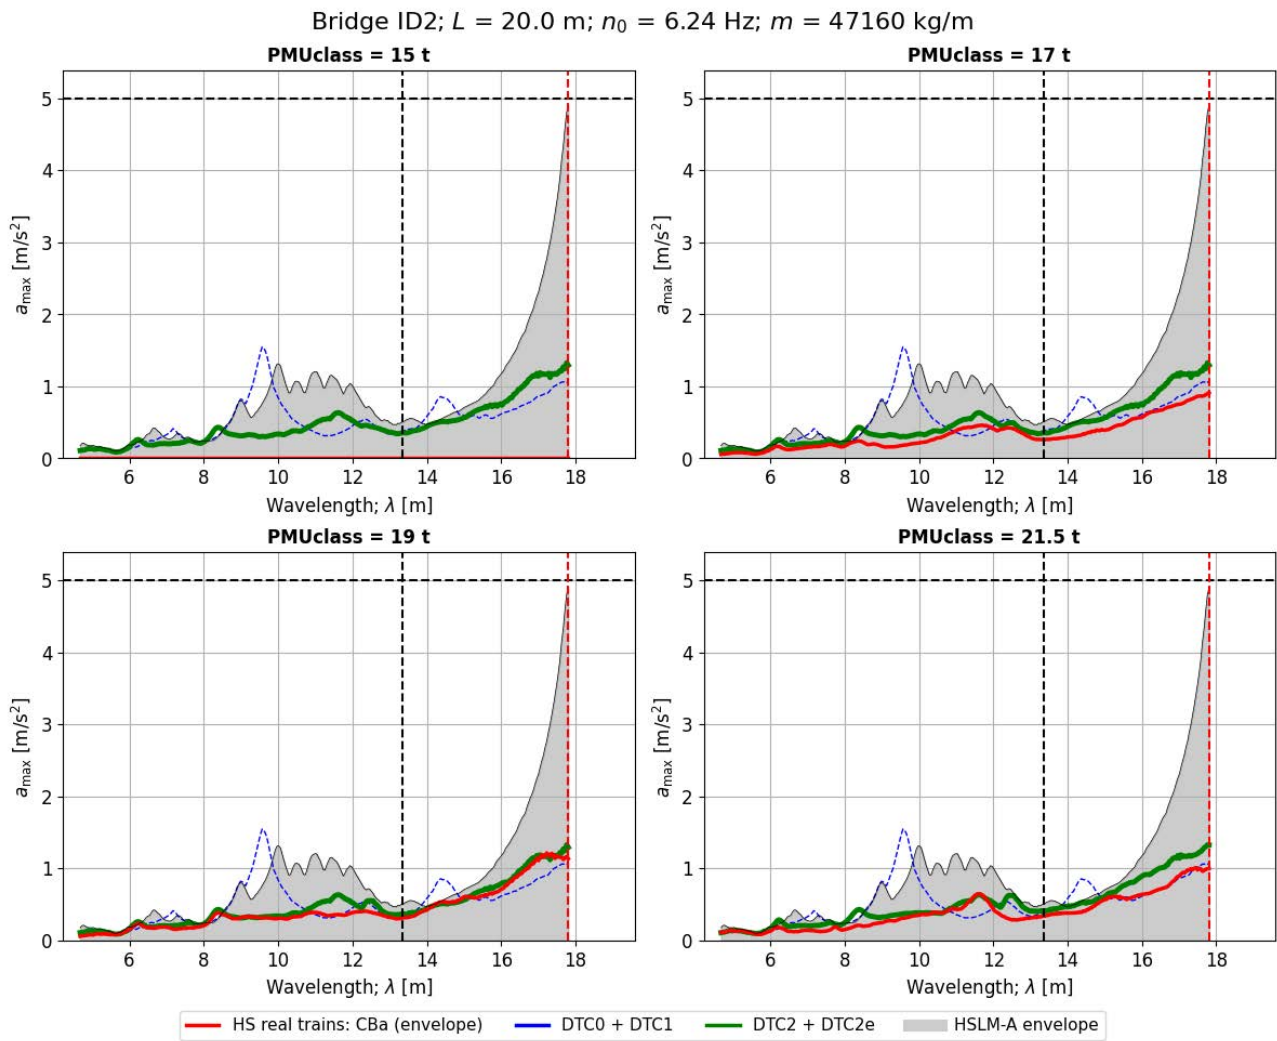 Bridge ID2; L = 20.0 m; n₀ = 6.24 Hz; m = 47160 kg/m
PMUclass = 15 t
5
4
3
2
1
0
a_max [m/s²]
6 8 10 12 14 16 18
Wavelength; λ [m]
PMUclass = 17 t
5
4
3
2
1
0
a_max [m/s²]
6 8 10 12 14 16 18
Wavelength; λ [m]
PMUclass = 19 t
5
4
3
2
1
0
a_max [m/s²]
6 8 10 12 14 16 18
Wavelength; λ [m]
PMUclass = 21.5 t
5
4
3
2
1
0
a_max [m/s²]
6 8 10 12 14 16 18
Wavelength; λ [m]
HS real trains: CBa (envelope) DTC0 + DTC1 DTC2 + DTC2e HSLM-A envelope